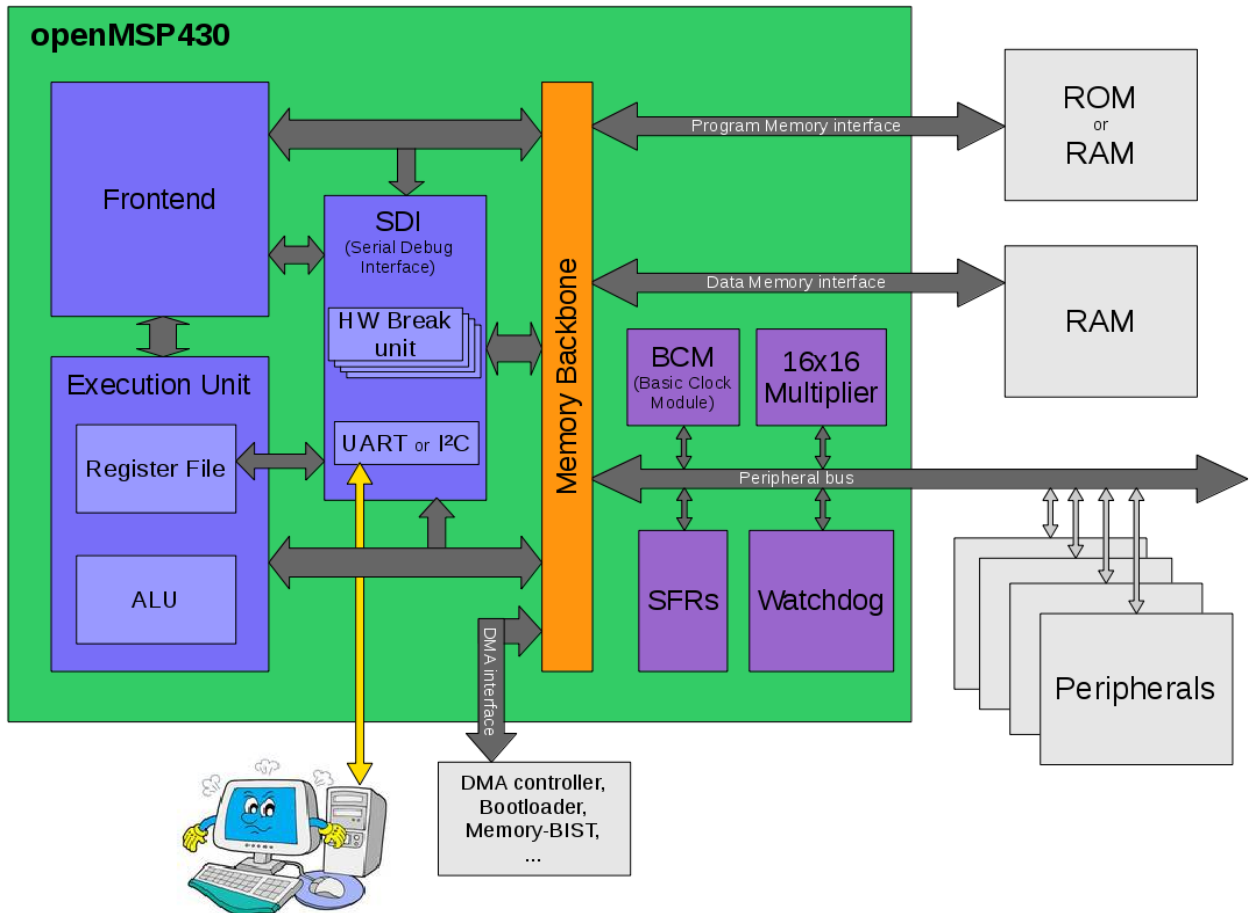 openMSP430
Frontend
SDI
(Serial Debug
Interface)
HW Break
unit
UART or I²C
Execution Unit
Register File
ALU
Memory Backbone
Program Memory interface
ROM
or
RAM
Data Memory interface
RAM
BCM
(Basic Clock
Module)
16x16
Multiplier
Peripheral bus
SFRs
Watchdog
Peripherals
DMA interface
DMA controller,
Bootloader,
Memory-BIST,
...